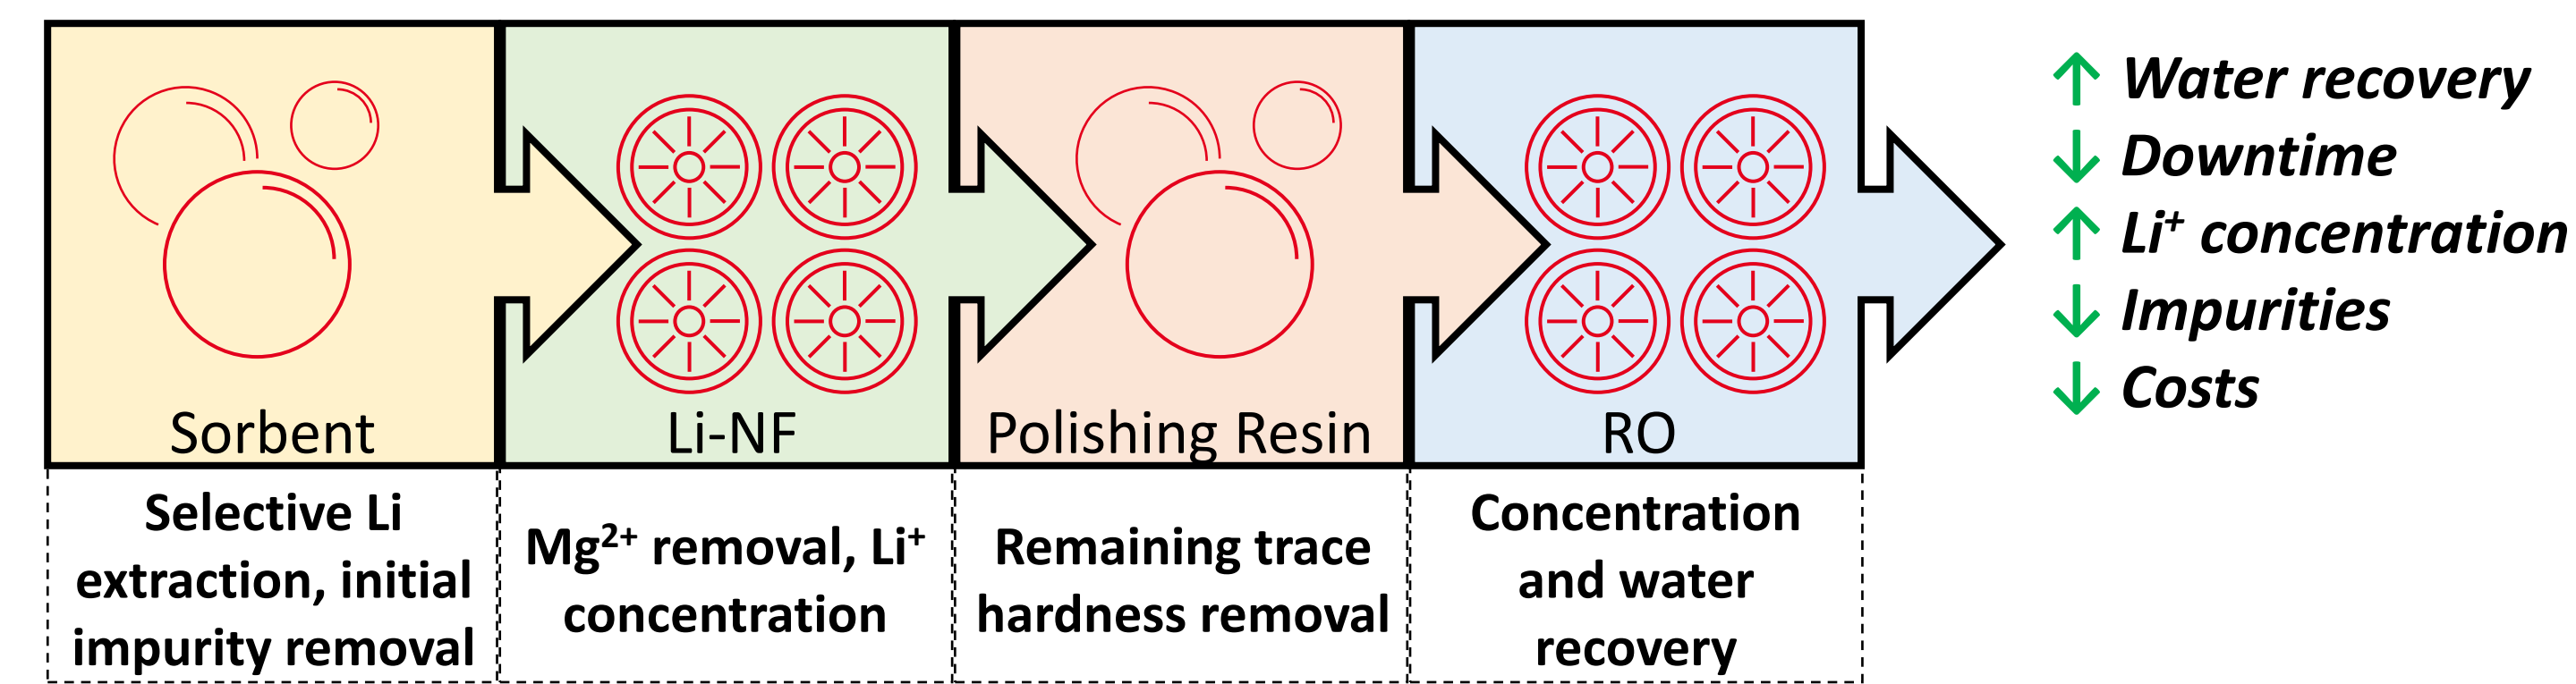 Sorbent
Li-NF
Polishing Resin
RO
Selective Li
extraction, initial
impurity removal
Mg²⁺ removal, Li⁺
concentration
Remaining trace
hardness removal
Concentration
and water
recovery
↑ Water recovery
↓ Downtime
↑ Li⁺ concentration
↓ Impurities
↓ Costs